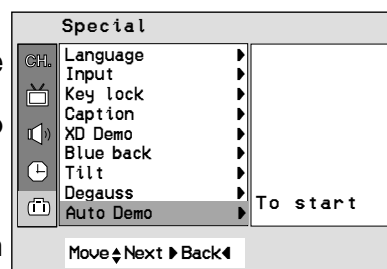 Special
CH.
Language
Input
Key lock
Caption
XD Demo
Blue back
Tilt
Degauss
Auto Demo
To start
Move Next Back